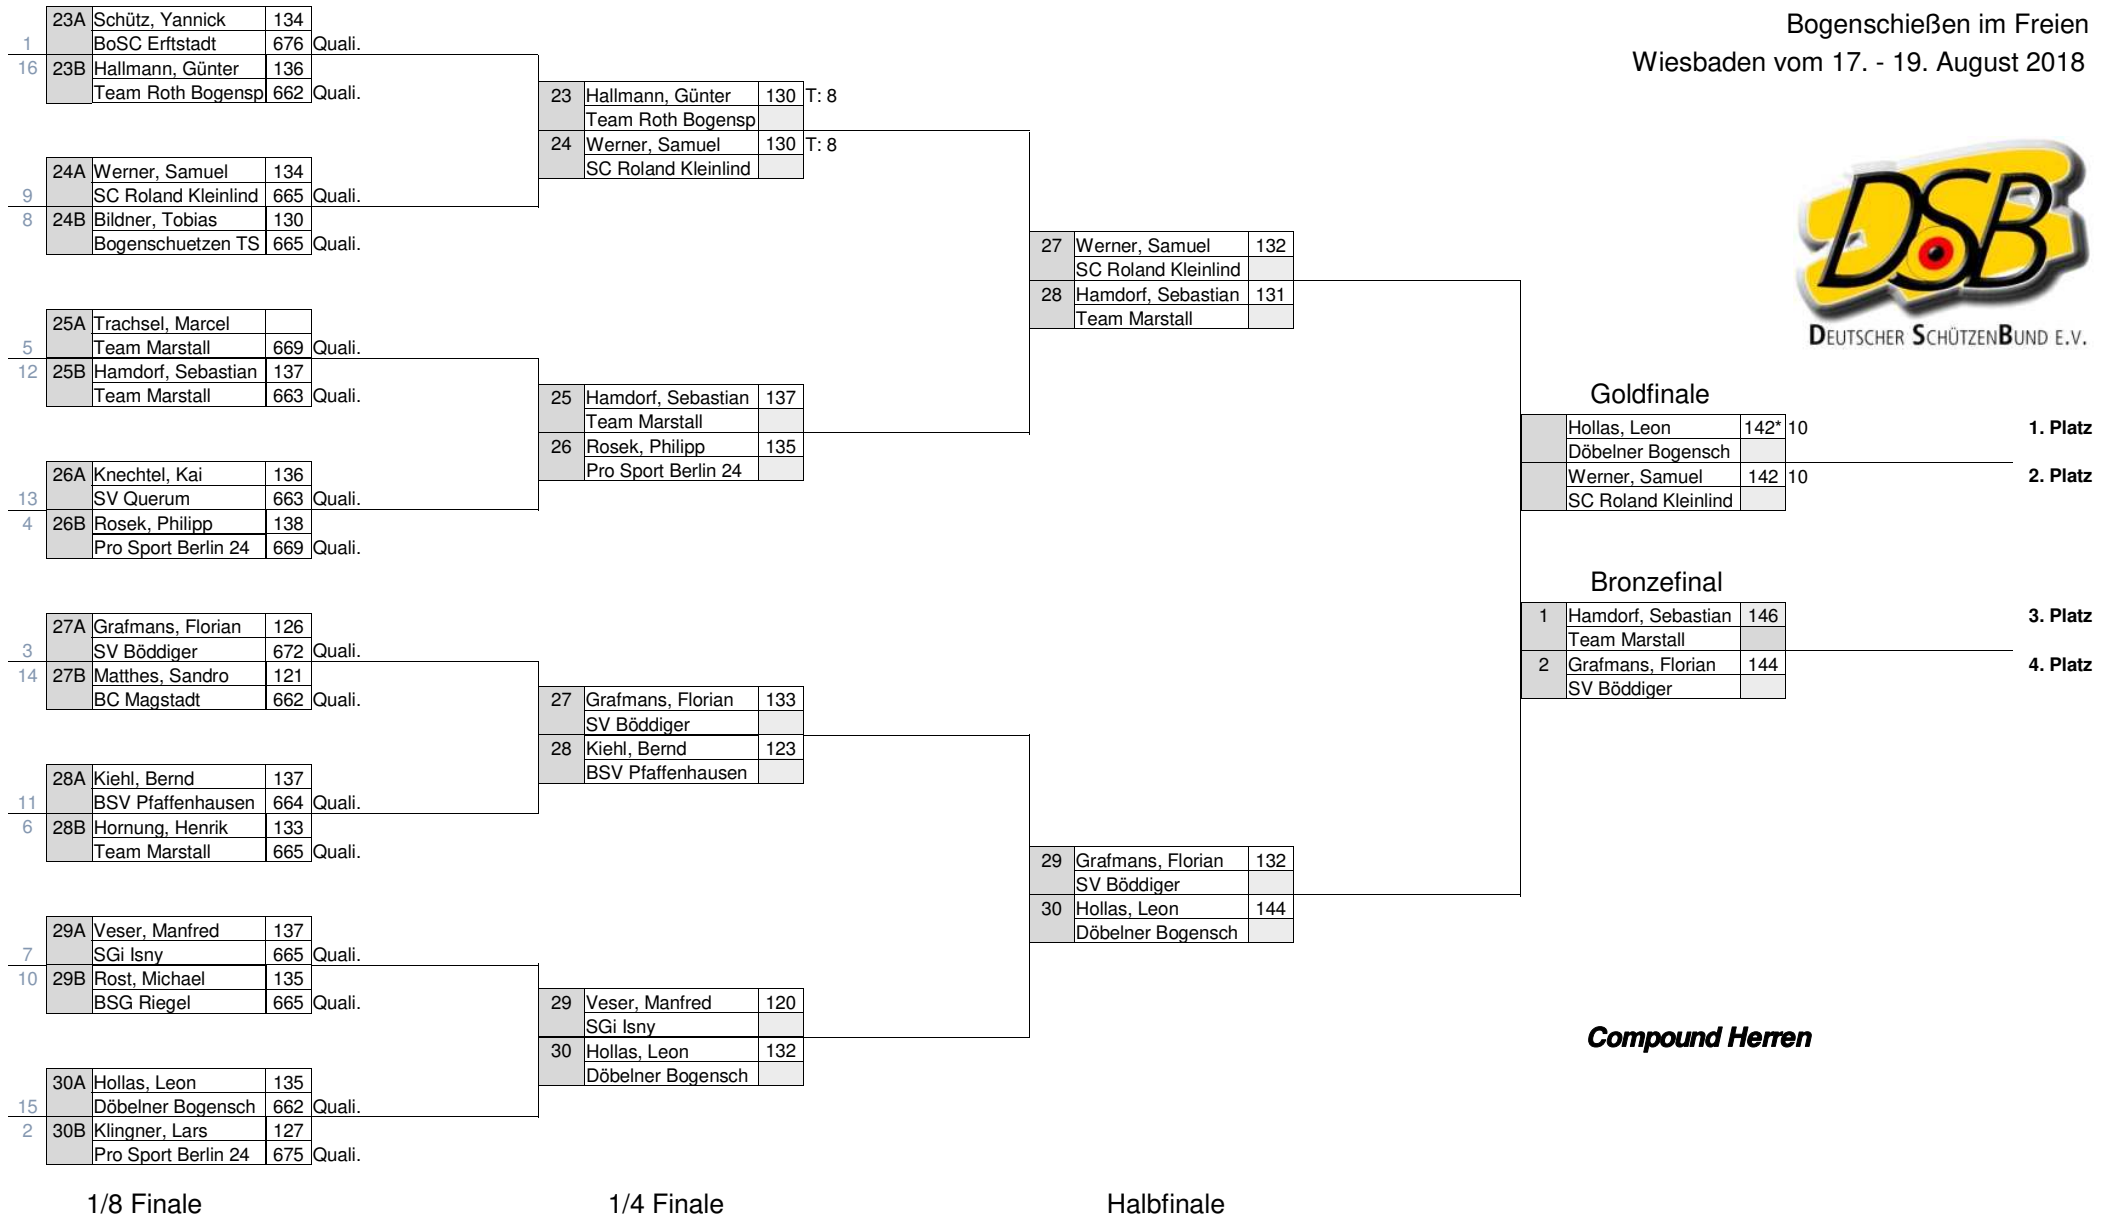 Bogenschießen im Freien
Wiesbaden vom 17. - 19. August 2018
DSB
DEUTSCHER SCHÜTZENBUND E.V.
23A Schütz, Yannick 134
1 BoSC Erftstadt 676 Quali.
16 23B Hallmann, Günter 136
Team Roth Bogensp 662 Quali.
24A Werner, Samuel 134
9 SC Roland Kleinlind 665 Quali.
8 24B Bildner, Tobias 130
Bogenschuetzen TS 665 Quali.
25A Trachsel, Marcel
5 Team Marstall 669 Quali.
12 25B Hamdorf, Sebastian 137
Team Marstall 663 Quali.
26A Knechtel, Kai 136
13 SV Querum 663 Quali.
4 26B Rosek, Philipp 138
Pro Sport Berlin 24 669 Quali.
27A Grafmans, Florian 126
3 SV Böddiger 672 Quali.
14 27B Matthes, Sandro 121
BC Magstadt 662 Quali.
28A Kiehl, Bernd 137
11 BSV Pfaffenhausen 664 Quali.
6 28B Hornung, Henrik 133
Team Marstall 665 Quali.
29A Veser, Manfred 137
7 SGi Isny 665 Quali.
10 29B Rost, Michael 135
BSG Riegel 665 Quali.
30A Hollas, Leon 135
15 Döbelner Bogensch 662 Quali.
2 30B Klingner, Lars 127
Pro Sport Berlin 24 675 Quali.
1/8 Finale
23 Hallmann, Günter 130 T: 8
Team Roth Bogensp
24 Werner, Samuel 130 T: 8
SC Roland Kleinlind
25 Hamdorf, Sebastian 137
Team Marstall
26 Rosek, Philipp 135
Pro Sport Berlin 24
27 Grafmans, Florian 133
SV Böddiger
28 Kiehl, Bernd 123
BSV Pfaffenhausen
29 Veser, Manfred 120
SGi Isny
30 Hollas, Leon 132
Döbelner Bogensch
1/4 Finale
27 Werner, Samuel 132
SC Roland Kleinlind
28 Hamdorf, Sebastian 131
Team Marstall
29 Grafmans, Florian 132
SV Böddiger
30 Hollas, Leon 144
Döbelner Bogensch
Halbfinale
Goldfinale
Hollas, Leon 142* 10 1. Platz
Döbelner Bogensch
Werner, Samuel 142 10 2. Platz
SC Roland Kleinlind
Bronzefinal
1 Hamdorf, Sebastian 146 3. Platz
Team Marstall
2 Grafmans, Florian 144 4. Platz
SV Böddiger
Compound Herren